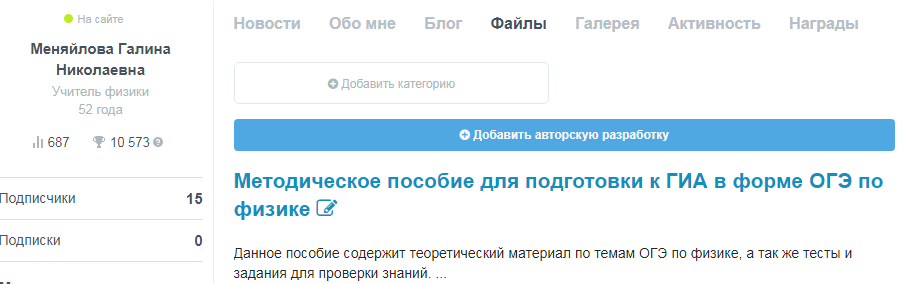 На сайте
Меняйлова Галина
Николаевна
Учитель физики
52 года
687 10 573
Подписчики 15
Подписки 0
Новости Обо мне Блог Файлы Галерея Активность Награды
Добавить категорию
Добавить авторскую разработку
Методическое пособие для подготовки к ГИА в форме ОГЭ по
физике
Данное пособие содержит теоретический материал по темам ОГЭ по физике, а так же тесты и
задания для проверки знаний. ...